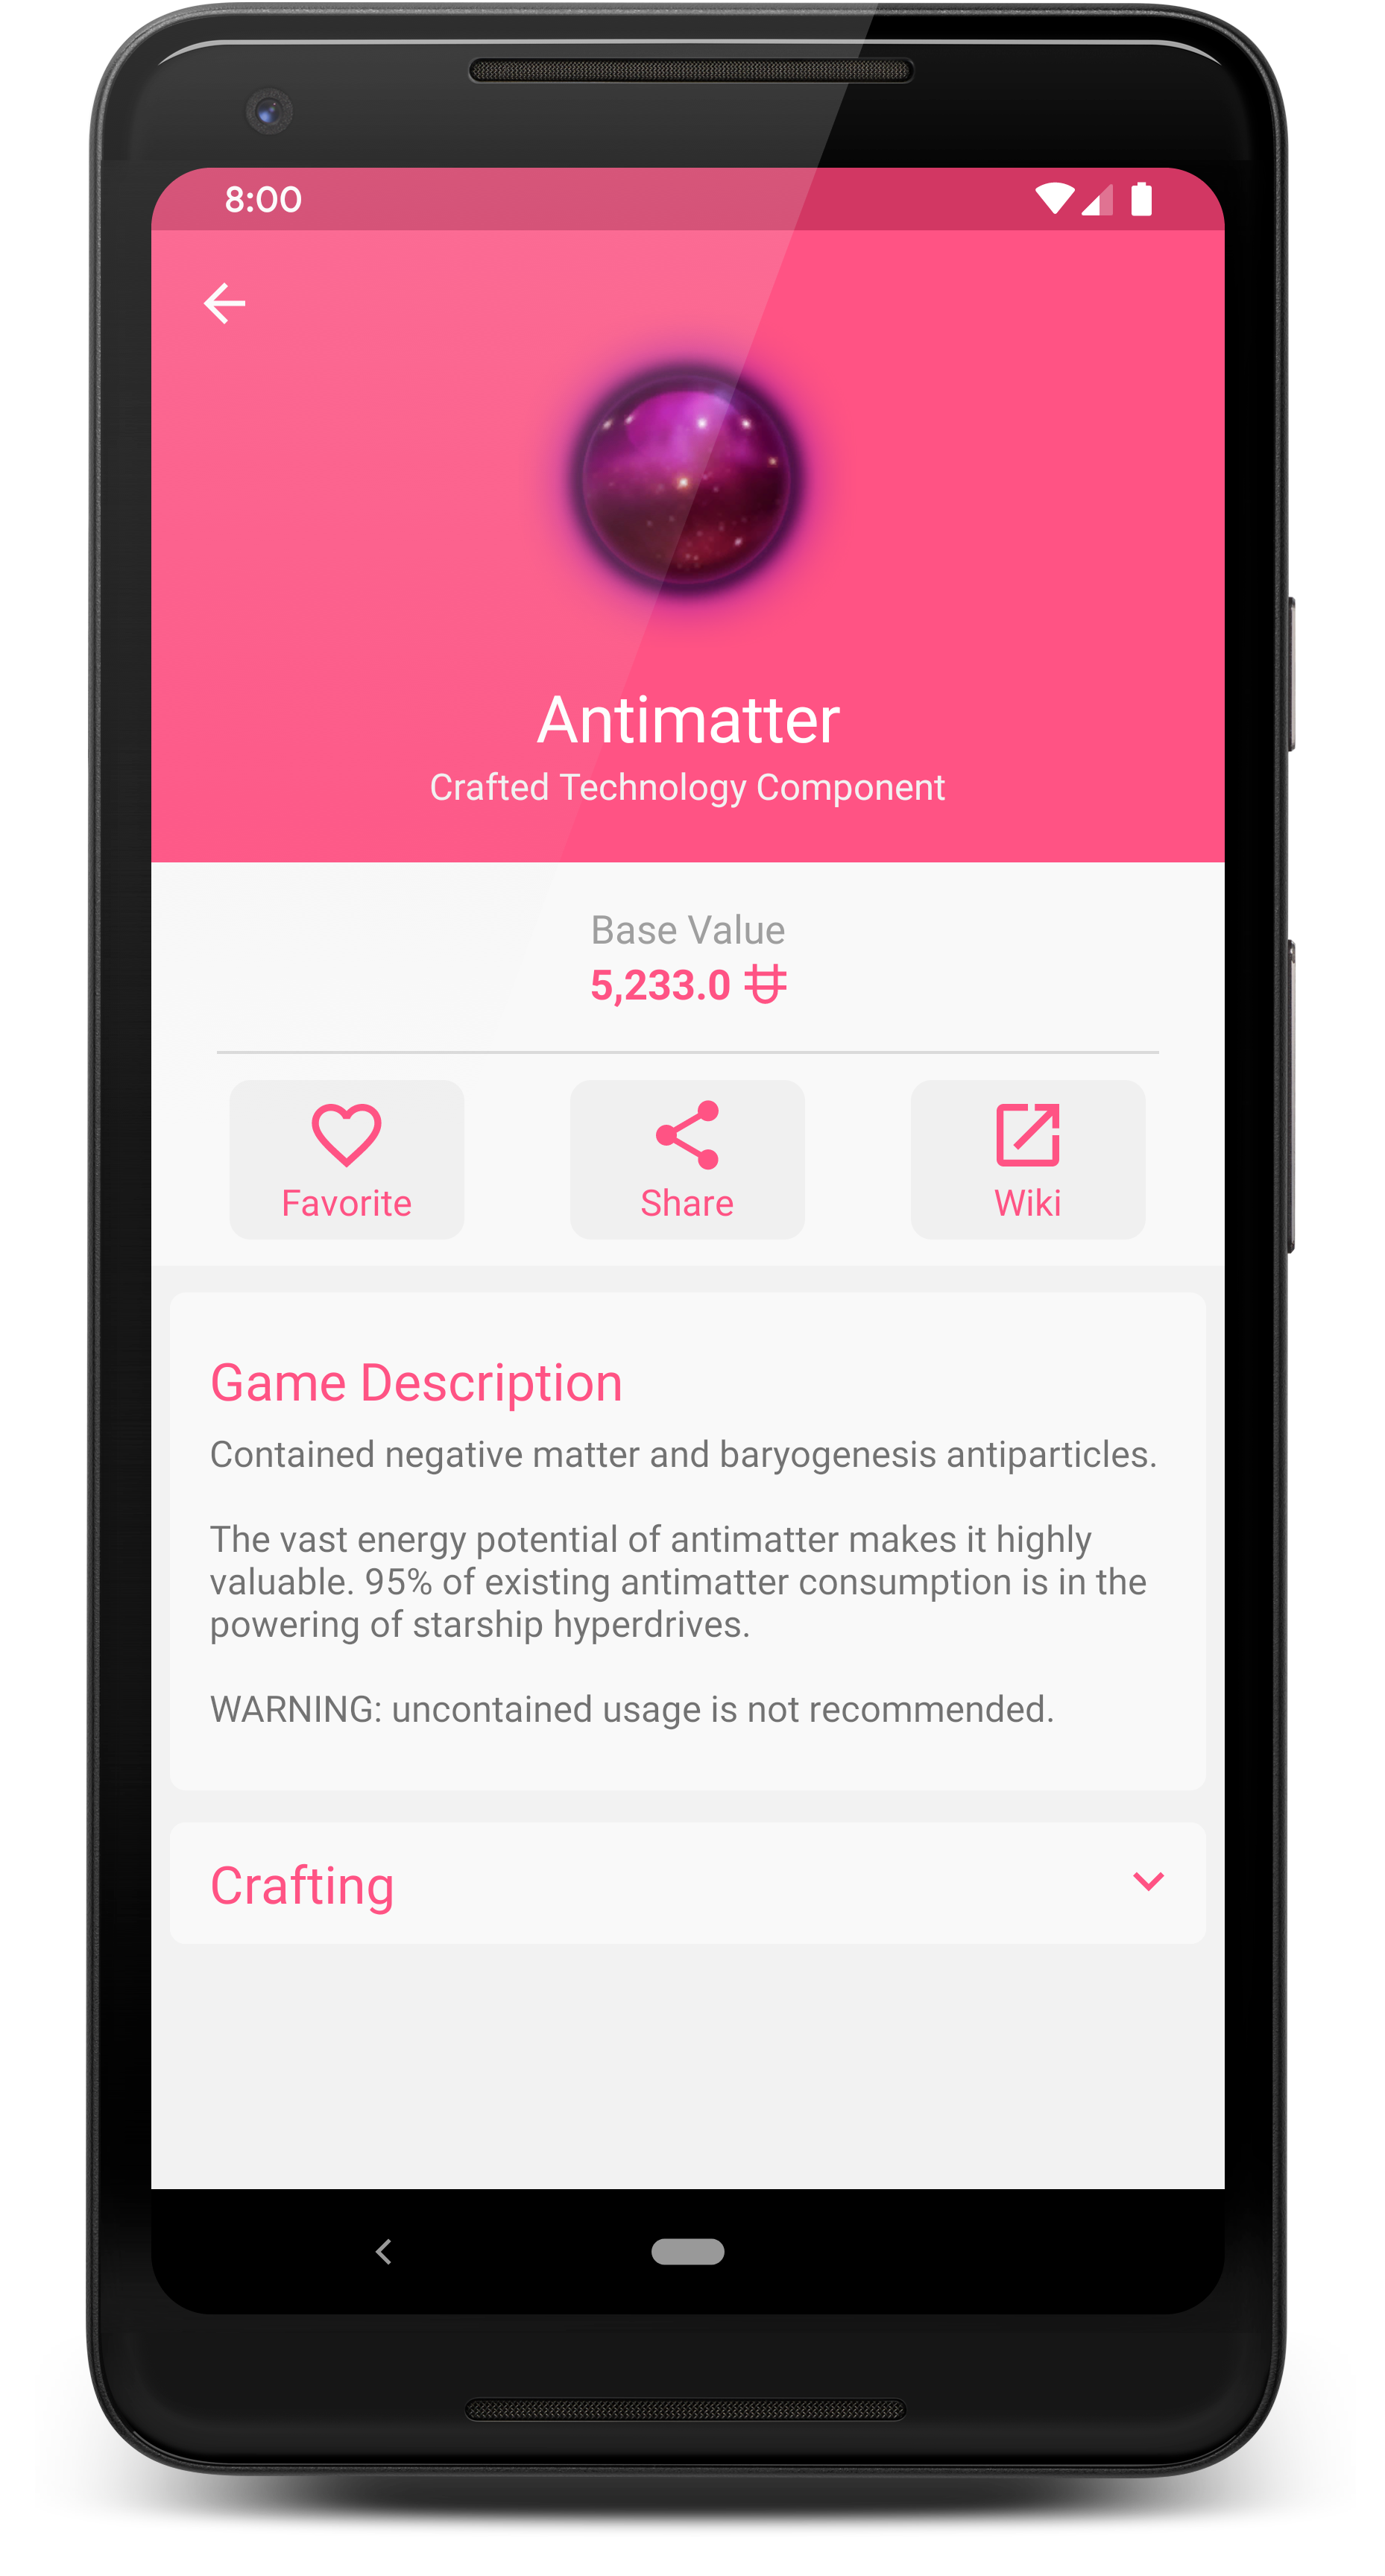 8:00
Antimatter
Crafted Technology Component
Base Value
5,233.0
Favorite
Share
Wiki
Game Description
Contained negative matter and baryogenesis antiparticles.
The vast energy potential of antimatter makes it highly
valuable. 95% of existing antimatter consumption is in the
powering of starship hyperdrives.
WARNING: uncontained usage is not recommended.
Crafting